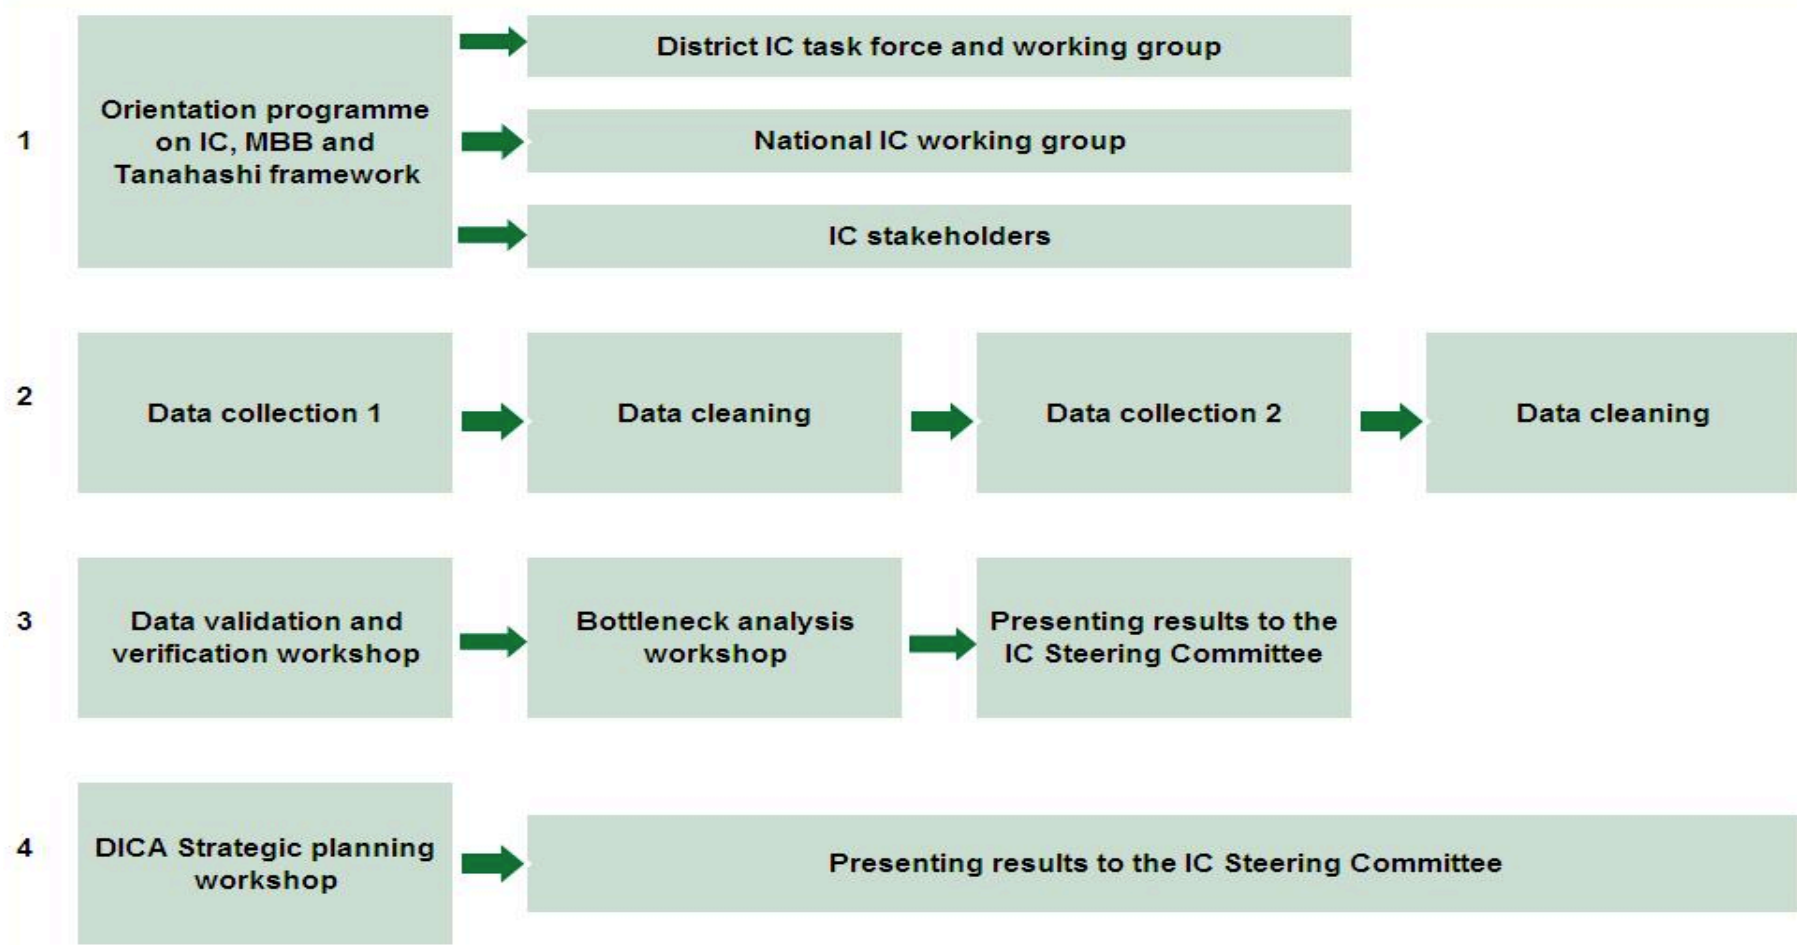 1
Orientation programme
on IC, MBB and
Tanahashi framework
District IC task force and working group
National IC working group
IC stakeholders
2
Data collection 1
Data cleaning
Data collection 2
Data cleaning
3
Data validation and
verification workshop
Bottleneck analysis
workshop
Presenting results to the
IC Steering Committee
4
DICA Strategic planning
workshop
Presenting results to the IC Steering Committee